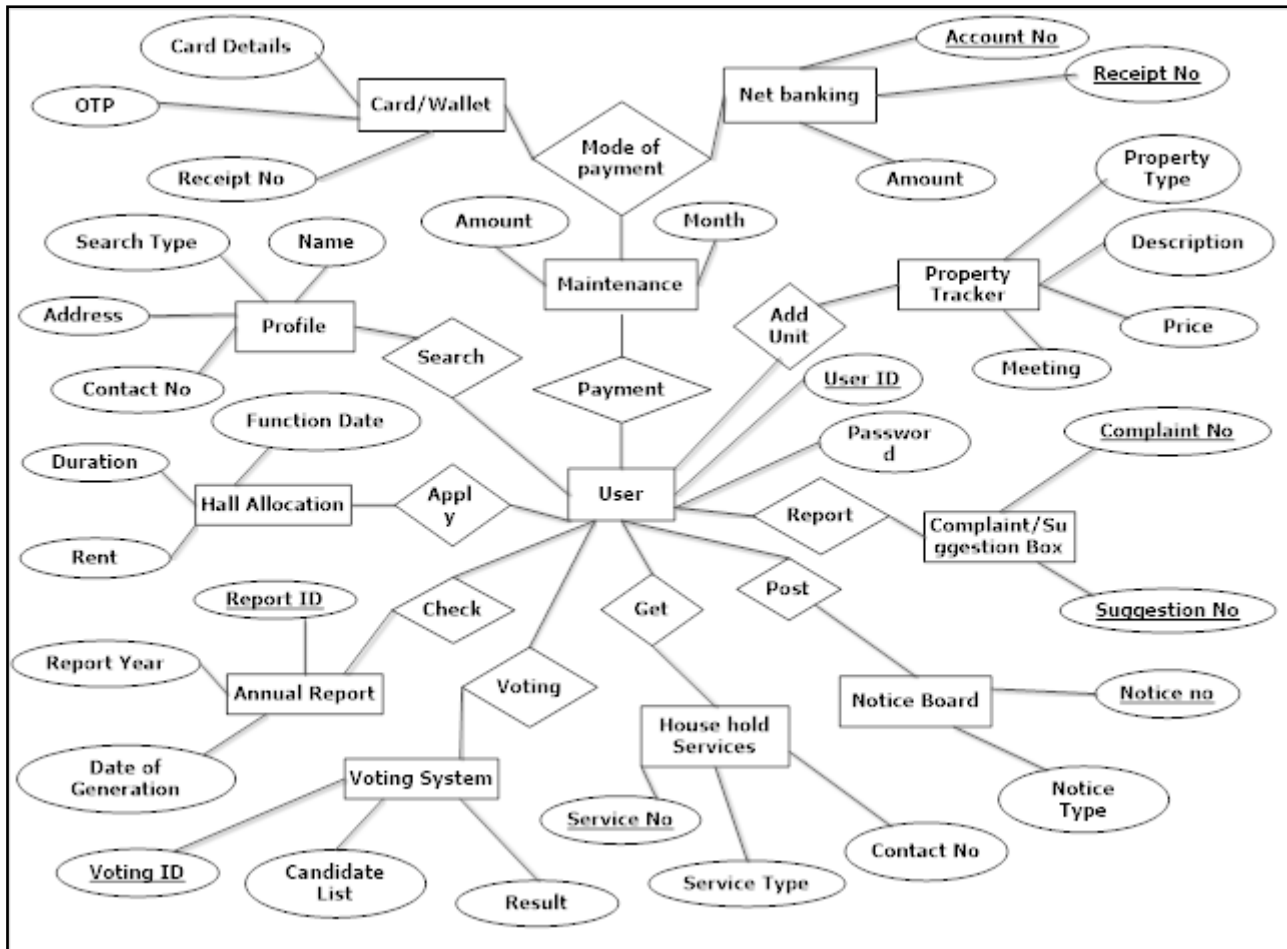 Card Details
Account No
Receipt No
OTP
Card/Wallet
Net banking
Mode of
payment
Receipt No
Amount
Property
Type
Amount
Month
Search Type
Name
Description
Maintenance
Property
Tracker
Address
Profile
Add
Unit
Price
Search
Meeting
Contact No
Payment
User ID
Function Date
Complaint No
Passwor
d
Duration
User
Hall Allocation
Appl
y
Report
Complaint/Su
ggestion Box
Rent
Post
Report ID
Check
Get
Suggestion No
Report Year
Annual Report
Voting
Notice Board
Notice no
House hold
Services
Date of
Generation
Voting System
Notice
Type
Service No
Contact No
Voting ID
Candidate
List
Service Type
Result